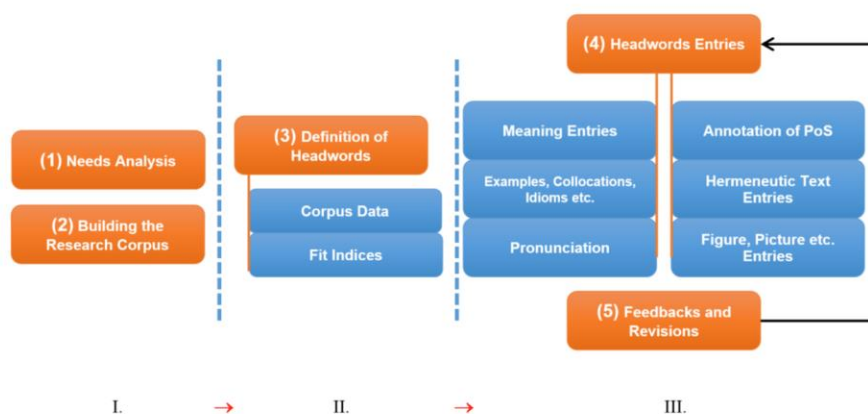 (1) Needs Analysis
(2) Building the
Research Corpus
(3) Definition of
Headwords
Corpus Data
Fit Indices
(4) Headwords Entries
Meaning Entries
Examples, Collocations,
Idioms etc.
Pronunciation
Annotation of PoS
Hermeneutic Text
Entries
Figure, Picture etc.
Entries
(5) Feedbacks and
Revisions
I. → II. → III.